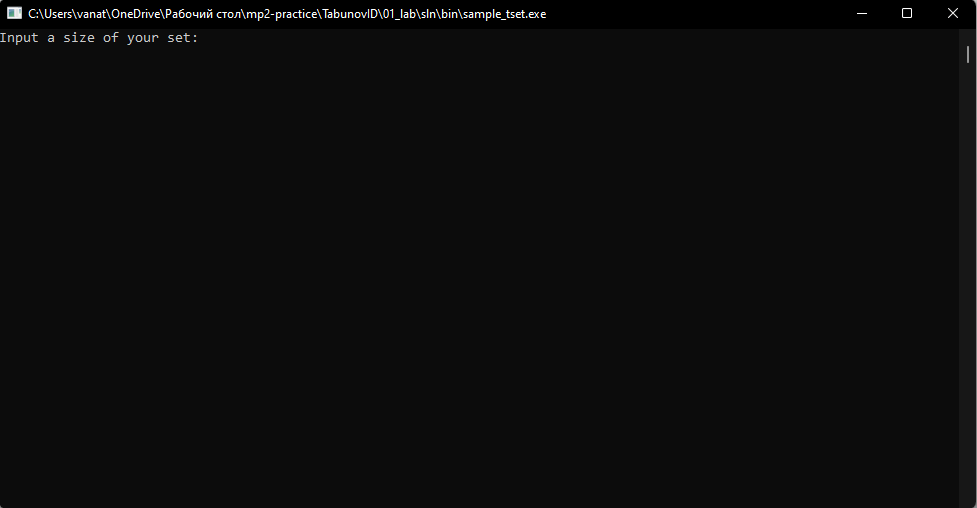 C:\Users\vanat\OneDrive\Рабочий стол\mp2-practice\TabunovID\01_lab\sln\bin\sample_tset.exe
Input a size of your set: